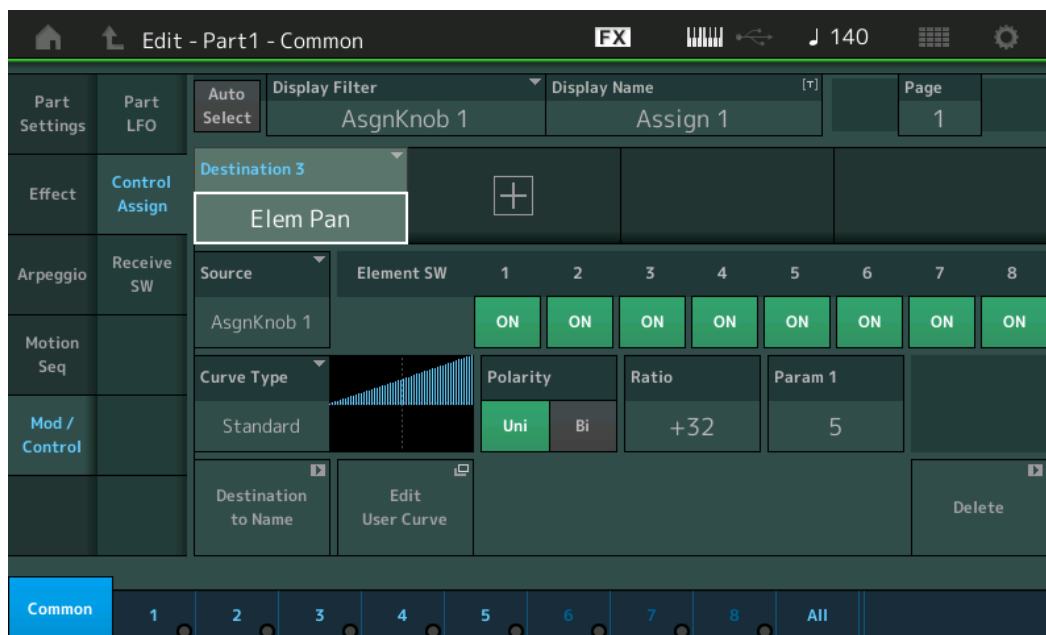 Edit - Part1 - Common
FX
♩ 140
Part Settings
Part LFO
Auto Select
Display Filter
AsgnKnob 1
Display Name
[T]
Assign 1
Page
1
Effect
Control Assign
Destination 3
Elem Pan
Arpeggio
Receive SW
Source
AsgnKnob 1
Element SW 1 2 3 4 5 6 7 8
ON ON ON ON ON ON ON ON
Motion Seq
Curve Type
Standard
Polarity
Uni Bi
Ratio
+32
Param 1
5
Mod / Control
Destination to Name
Edit User Curve
Delete
Common 1 2 3 4 5 6 7 8 All